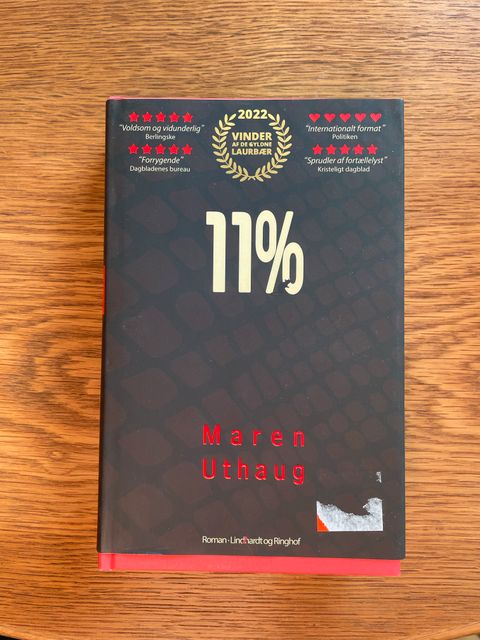 "Voldsom og vidunderlig"
Berlingske
"Forrygende"
Dagbladenes bureau
2022
VINDER
AF DE GYLDNE
LAURBÆR
"Internationalt format"
Politiken
"Sprudler af fortællelyst"
Kristeligt dagblad
11%
Maren
Uthaug
Roman · Lindhardt og Ringhof